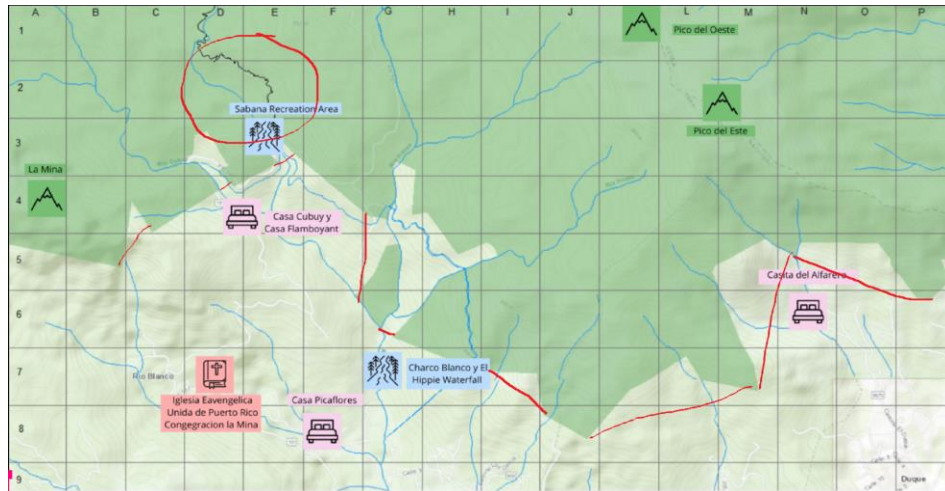 A B C D E F G H I J K L M N O P
1
Pico del Oeste
2
Sabana Recreation Area
Pico del Este
3
La Mina
4
Casa Cubuy y
Casa Flamboyant
5
Casita del Alfarero
6
Charco Blanco y El
Hippie Waterfall
7
Río Blanco
Iglesia Eavengelica
Unida de Puerto Rico
Congregracion la Mina
Casa Picaflores
8
9
Duque